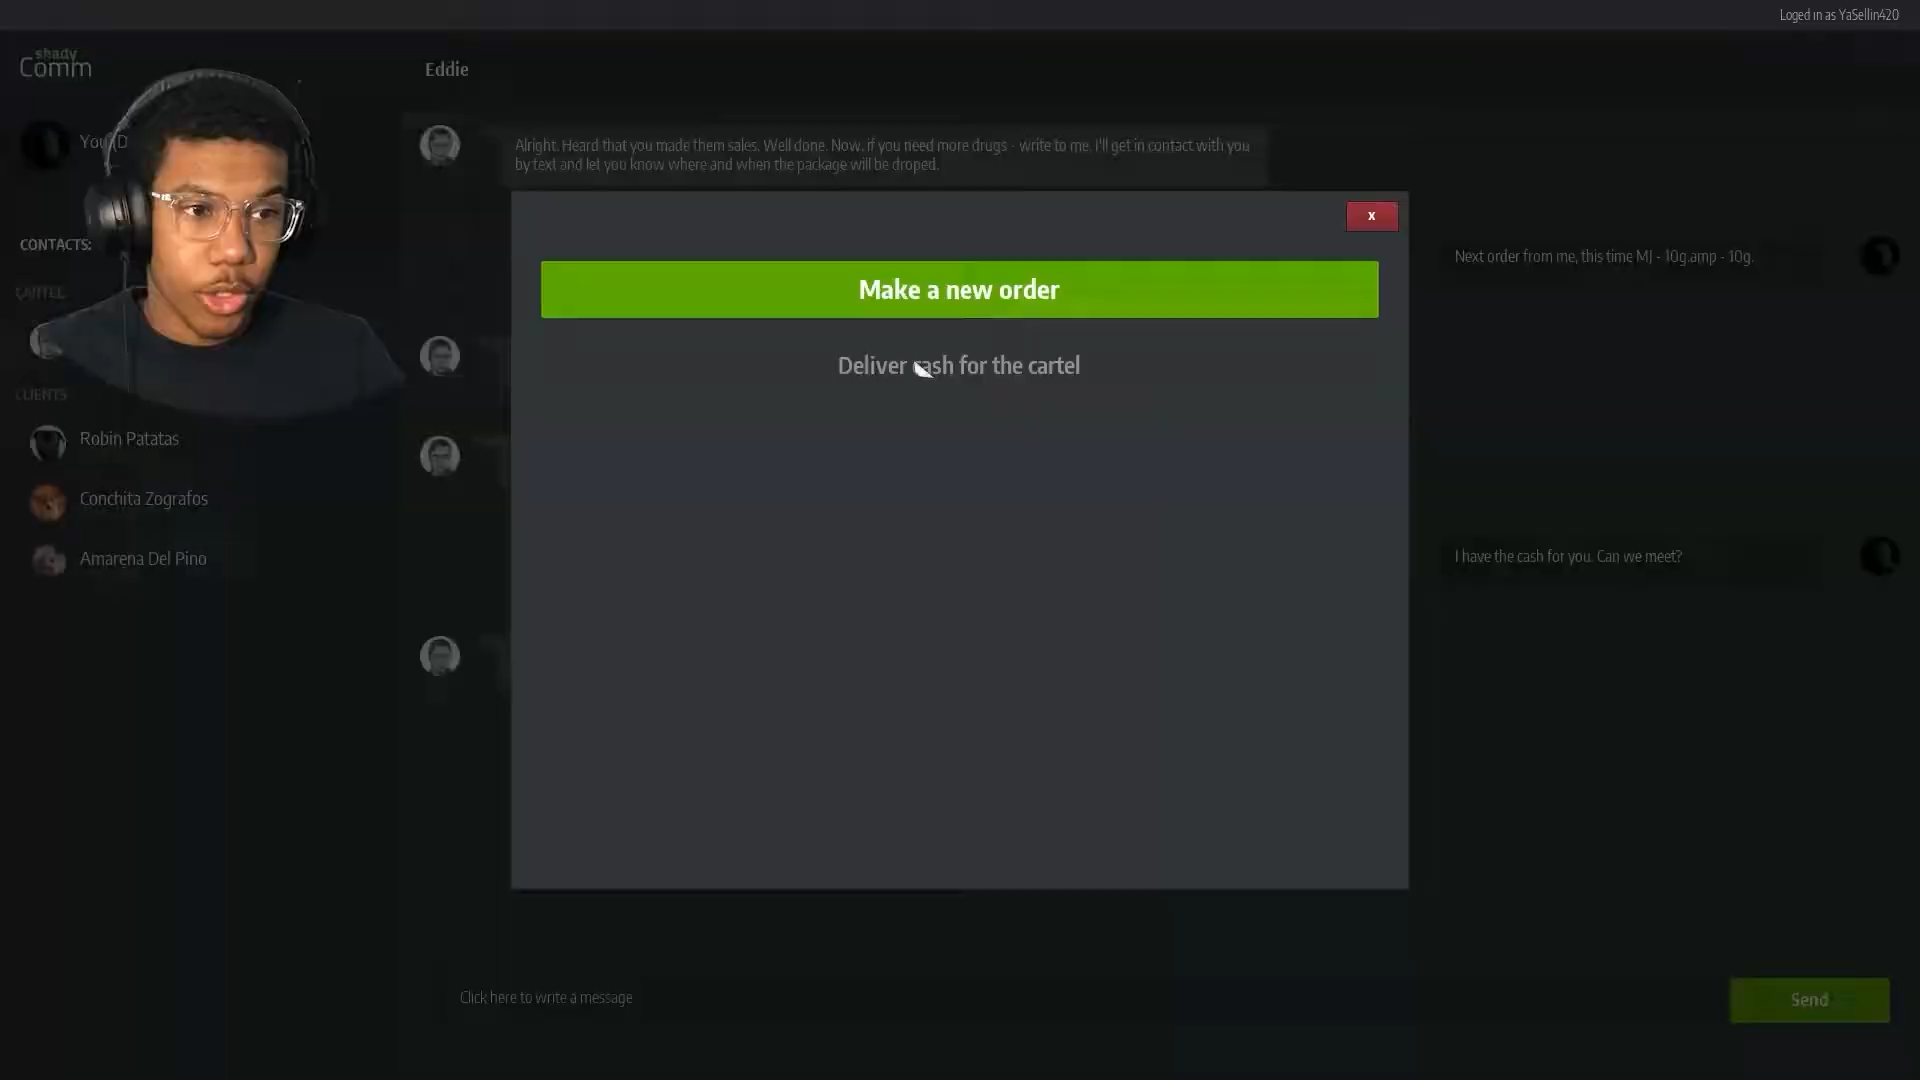 Loged in as YaSellin420
shady
Comm
Eddie
You
Alright. Heard that you made them sales. Well done. Now, if you need more drugs - write to me. I'll get in contact with you
by text and let you know where and when the package will be droped.
x
CONTACTS:
Make a new order
Next order from me, this time MJ - 10g,amp - 10g.
Deliver cash for the cartel
CLIENTS
Robin Patatas
Conchita Zografos
Amarena Del Pino
I have the cash for you. Can we meet?
Click here to write a message
Send